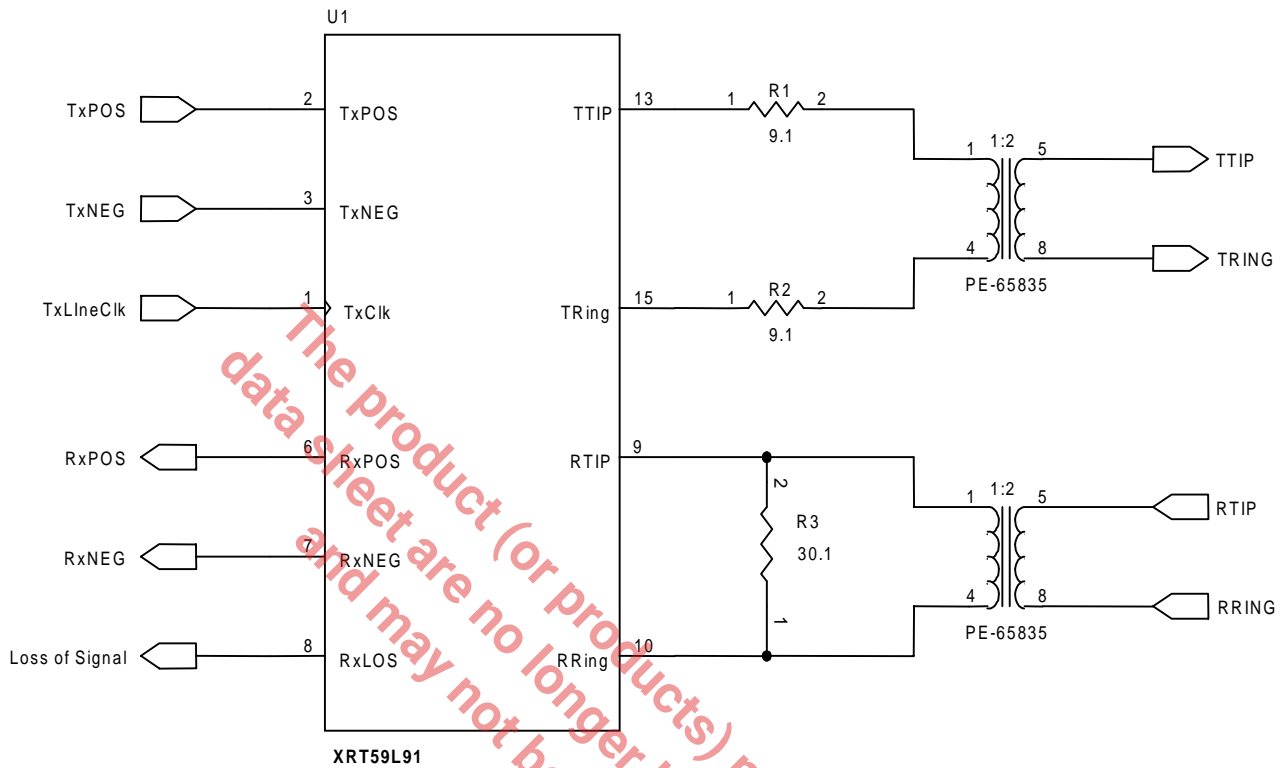 U1
TxPOS 2 TxPOS TTIP 13 1 R1 2
9.1
1 1:2 5 TTIP
TxNEG 3 TxNEG
4 8 TRING
PE-65835
TxLIneClk 1 TxClk TRing 15 1 R2 2
9.1
RxPOS 6 RxPOS RTIP 9
2
1 1:2 5 RTIP
R3
30.1
RxNEG 7 RxNEG
1
4 8 RRING
PE-65835
Loss of Signal 8 RxLOS RRing 10
XRT59L91
The product (or products)
data sheet are no longer
and may not